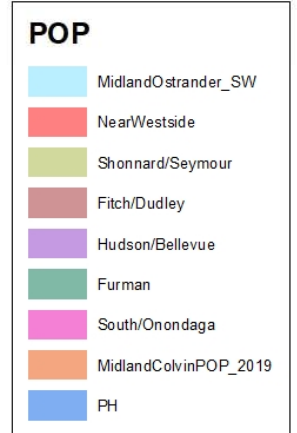 POP
MidlandOstrander_SW
NearWestside
Shonnard/Seymour
Fitch/Dudley
Hudson/Bellevue
Furman
South/Onondaga
MidlandColvinPOP_2019
PH